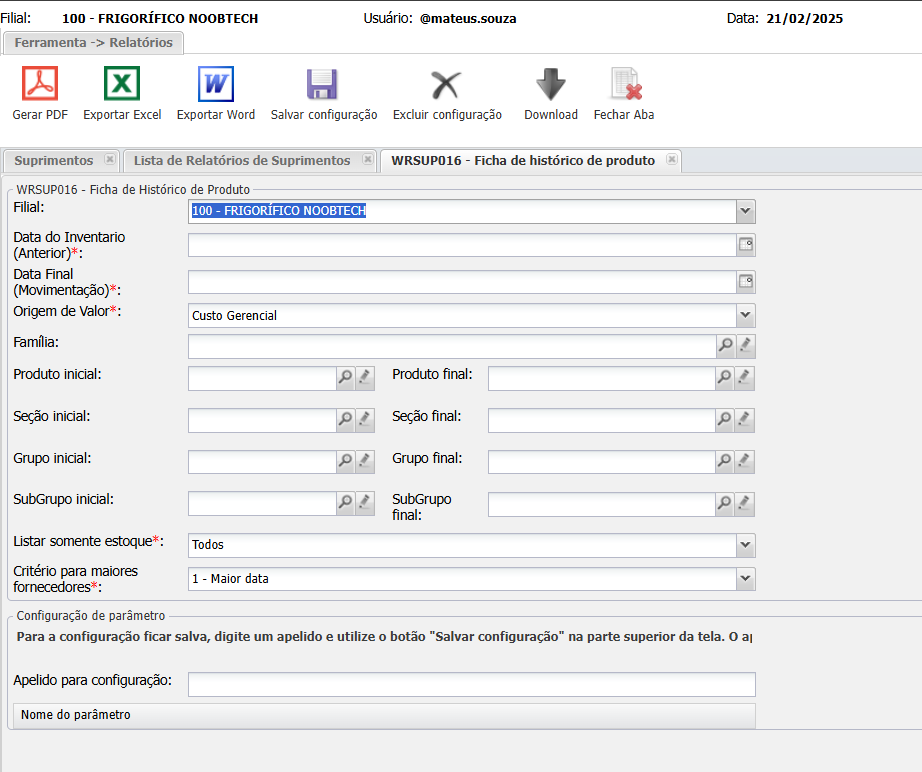 Filial: 100 - FRIGORÍFICO NOOBTECH Usuário: @mateus.souza Data: 21/02/2025
Ferramenta -> Relatórios
Gerar PDF Exportar Excel Exportar Word Salvar configuração Excluir configuração Download Fechar Aba
Suprimentos Lista de Relatórios de Suprimentos WRSUP016 - Ficha de histórico de produto
WRSUP016 - Ficha de Histórico de Produto
Filial: 100 - FRIGORÍFICO NOOBTECH
Data do Inventario
(Anterior)*:
Data Final
(Movimentação)*:
Origem de Valor*: Custo Gerencial
Família:
Produto inicial: Produto final:
Seção inicial: Seção final:
Grupo inicial: Grupo final:
SubGrupo inicial: SubGrupo
final:
Listar somente estoque*: Todos
Critério para maiores
fornecedores*: 1 - Maior data
Configuração de parâmetro
Para a configuração ficar salva, digite um apelido e utilize o botão "Salvar configuração" na parte superior da tela. O
Apelido para configuração:
Nome do parâmetro